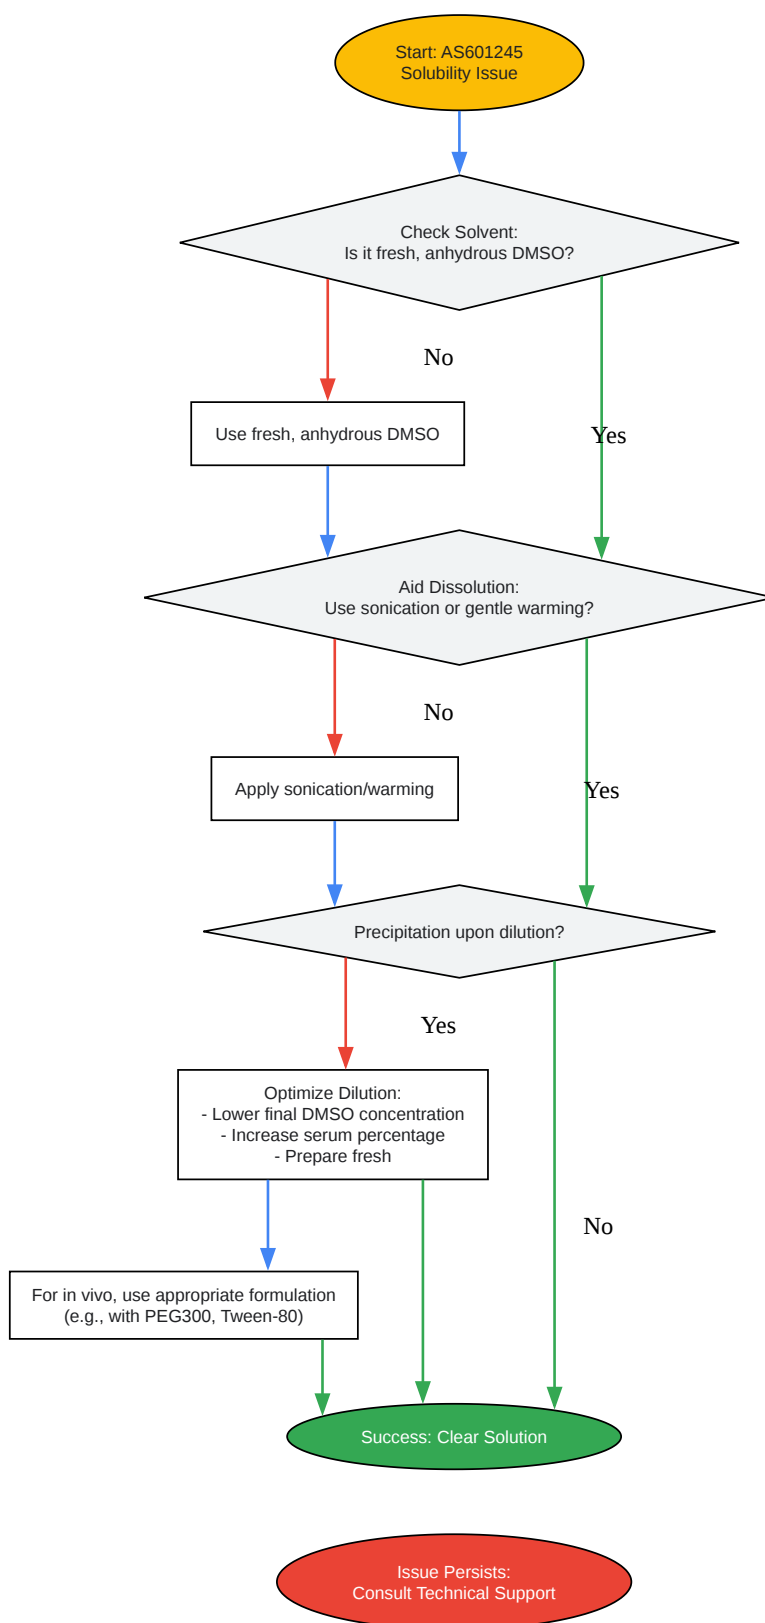 Start: AS601245
Solubility Issue
Check Solvent:
Is it fresh, anhydrous DMSO?
No
Use fresh, anhydrous DMSO
Yes
Aid Dissolution:
Use sonication or gentle warming?
No
Apply sonication/warming
Yes
Precipitation upon dilution?
Yes
Optimize Dilution:
- Lower final DMSO concentration
- Increase serum percentage
- Prepare fresh
No
For in vivo, use appropriate formulation
(e.g., with PEG300, Tween-80)
Success: Clear Solution
Issue Persists:
Consult Technical Support